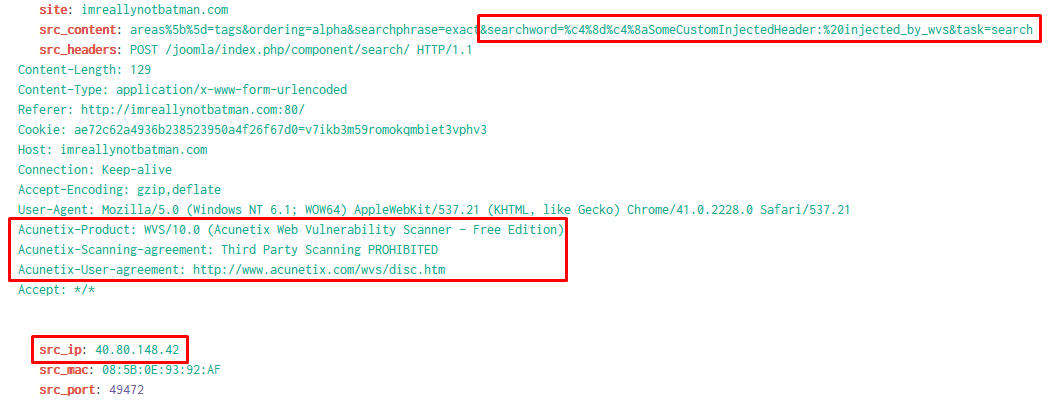 site: imreallynotbatman.com
src_content: areas%5b%5d=tags&ordering=alpha&searchphrase=exact&searchword=%c4%8d%c4%8aSomeCustomInjectedHeader:%20injected_by_wvs&task=search
src_headers: POST /joomla/index.php/component/search/ HTTP/1.1
Content-Length: 129
Content-Type: application/x-www-form-urlencoded
Referer: http://imreallynotbatman.com:80/
Cookie: ae72c62a4936b238523950a4f26f67d0=v7ikb3m59romokqmbiet3vphv3
Host: imreallynotbatman.com
Connection: Keep-alive
Accept-Encoding: gzip,deflate
User-Agent: Mozilla/5.0 (Windows NT 6.1; WOW64) AppleWebKit/537.21 (KHTML, like Gecko) Chrome/41.0.2228.0 Safari/537.21
Acunetix-Product: WVS/10.0 (Acunetix Web Vulnerability Scanner - Free Edition)
Acunetix-Scanning-agreement: Third Party Scanning PROHIBITED
Acunetix-User-agreement: http://www.acunetix.com/wvs/disc.htm
Accept: */*
src_ip: 40.80.148.42
src_mac: 08:5B:0E:93:92:AF
src_port: 49472